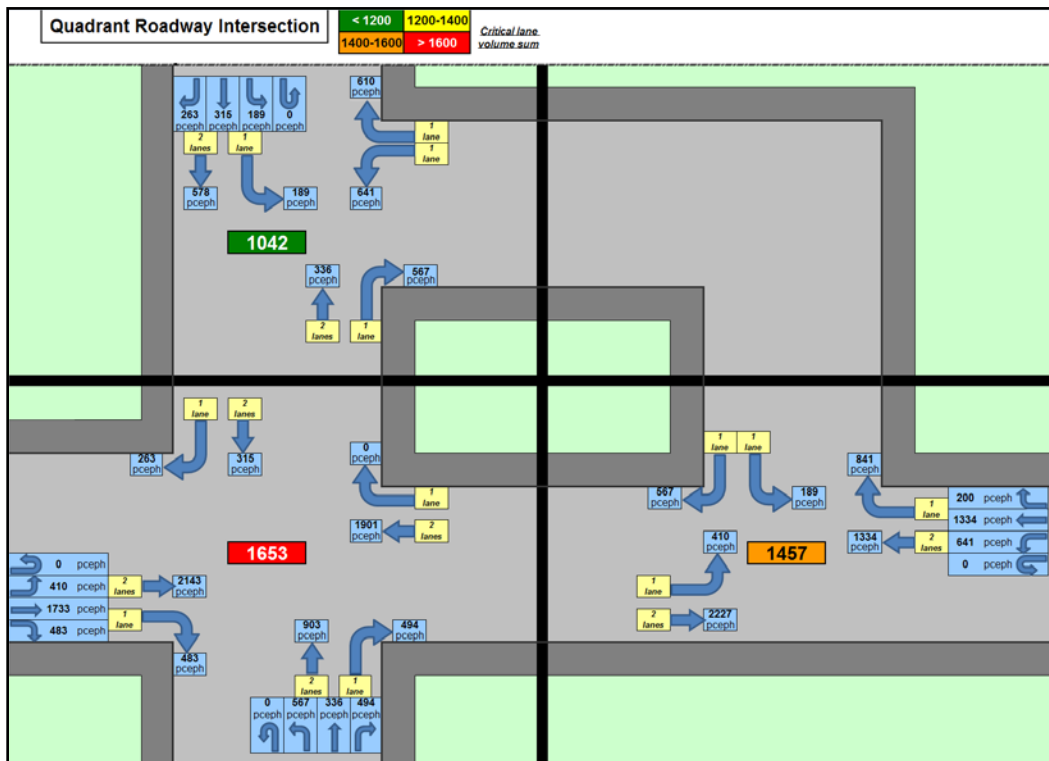 Quadrant Roadway Intersection
< 1200
1200-1400
1400-1600
> 1600
Critical lane
volume sum
263
pceph
315
pceph
189
pceph
0
pceph
2
lanes
1
lane
578
pceph
189
pceph
610
pceph
1
lane
1
lane
641
pceph
1042
336
pceph
567
pceph
2
lanes
1
lane
1
lane
2
lanes
263
pceph
315
pceph
0
pceph
1
lane
1901
pceph
2
lanes
1653
0 pceph
410 pceph
1733 pceph
483 pceph
2
lanes
2143
pceph
1
lane
483
pceph
903
pceph
494
pceph
2
lanes
1
lane
0
pceph
567
pceph
336
pceph
494
pceph
1
lane
1
lane
567
pceph
189
pceph
841
pceph
1
lane
200 pceph
1334 pceph
641 pceph
0 pceph
1334
pceph
2
lanes
410
pceph
1457
1
lane
2
lanes
2227
pceph